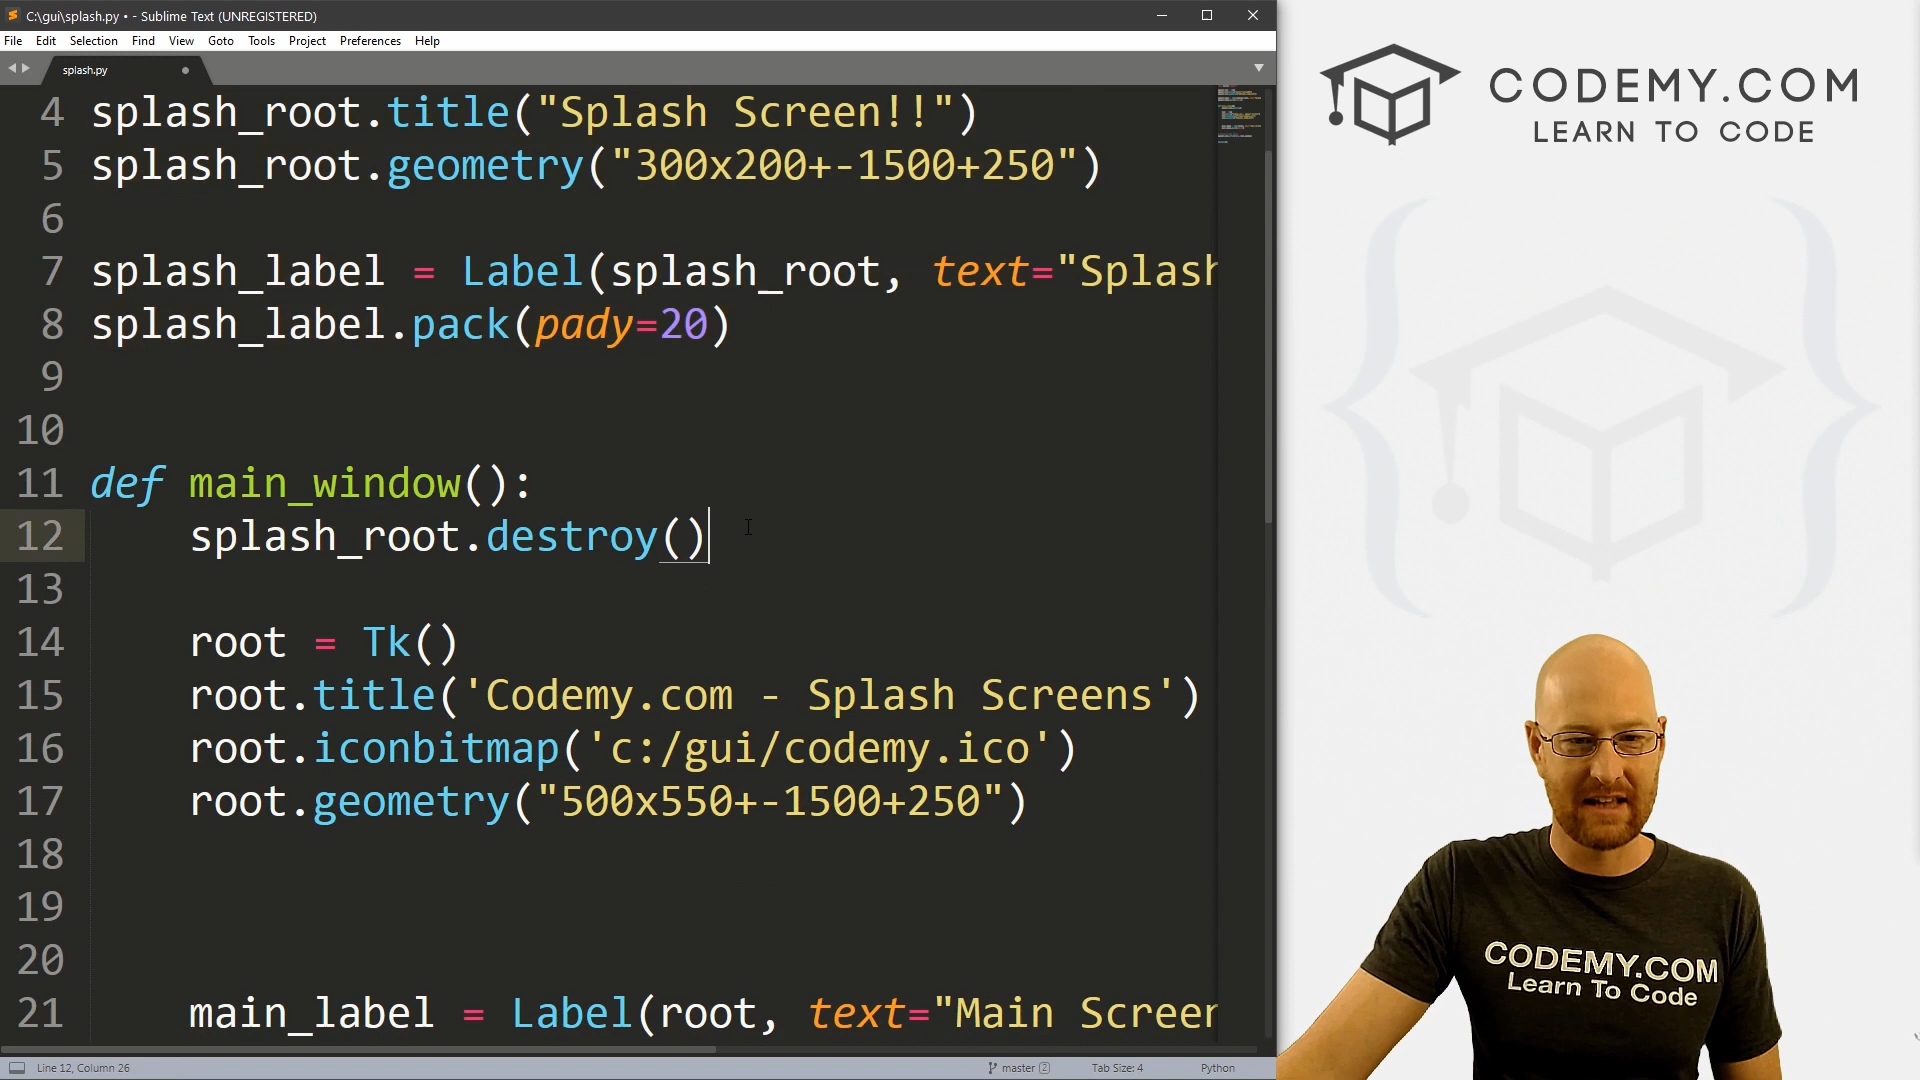 C:\gui\splash.py • - Sublime Text (UNREGISTERED)
File Edit Selection Find View Goto Tools Project Preferences Help
splash.py
4 splash_root.title("Splash Screen!!")
5 splash_root.geometry("300x200+-1500+250")
6
7 splash_label = Label(splash_root, text="Splash
8 splash_label.pack(pady=20)
9
10
11 def main_window():
12 splash_root.destroy()
13
14 root = Tk()
15 root.title('Codemy.com - Splash Screens')
16 root.iconbitmap('c:/gui/codemy.ico')
17 root.geometry("500x550+-1500+250")
18
19
20
21 main_label = Label(root, text="Main Screen
Line 12, Column 26
master 2
Tab Size: 4
Python
CODEMY.COM
LEARN TO CODE
CODEMY.COM
Learn To Code